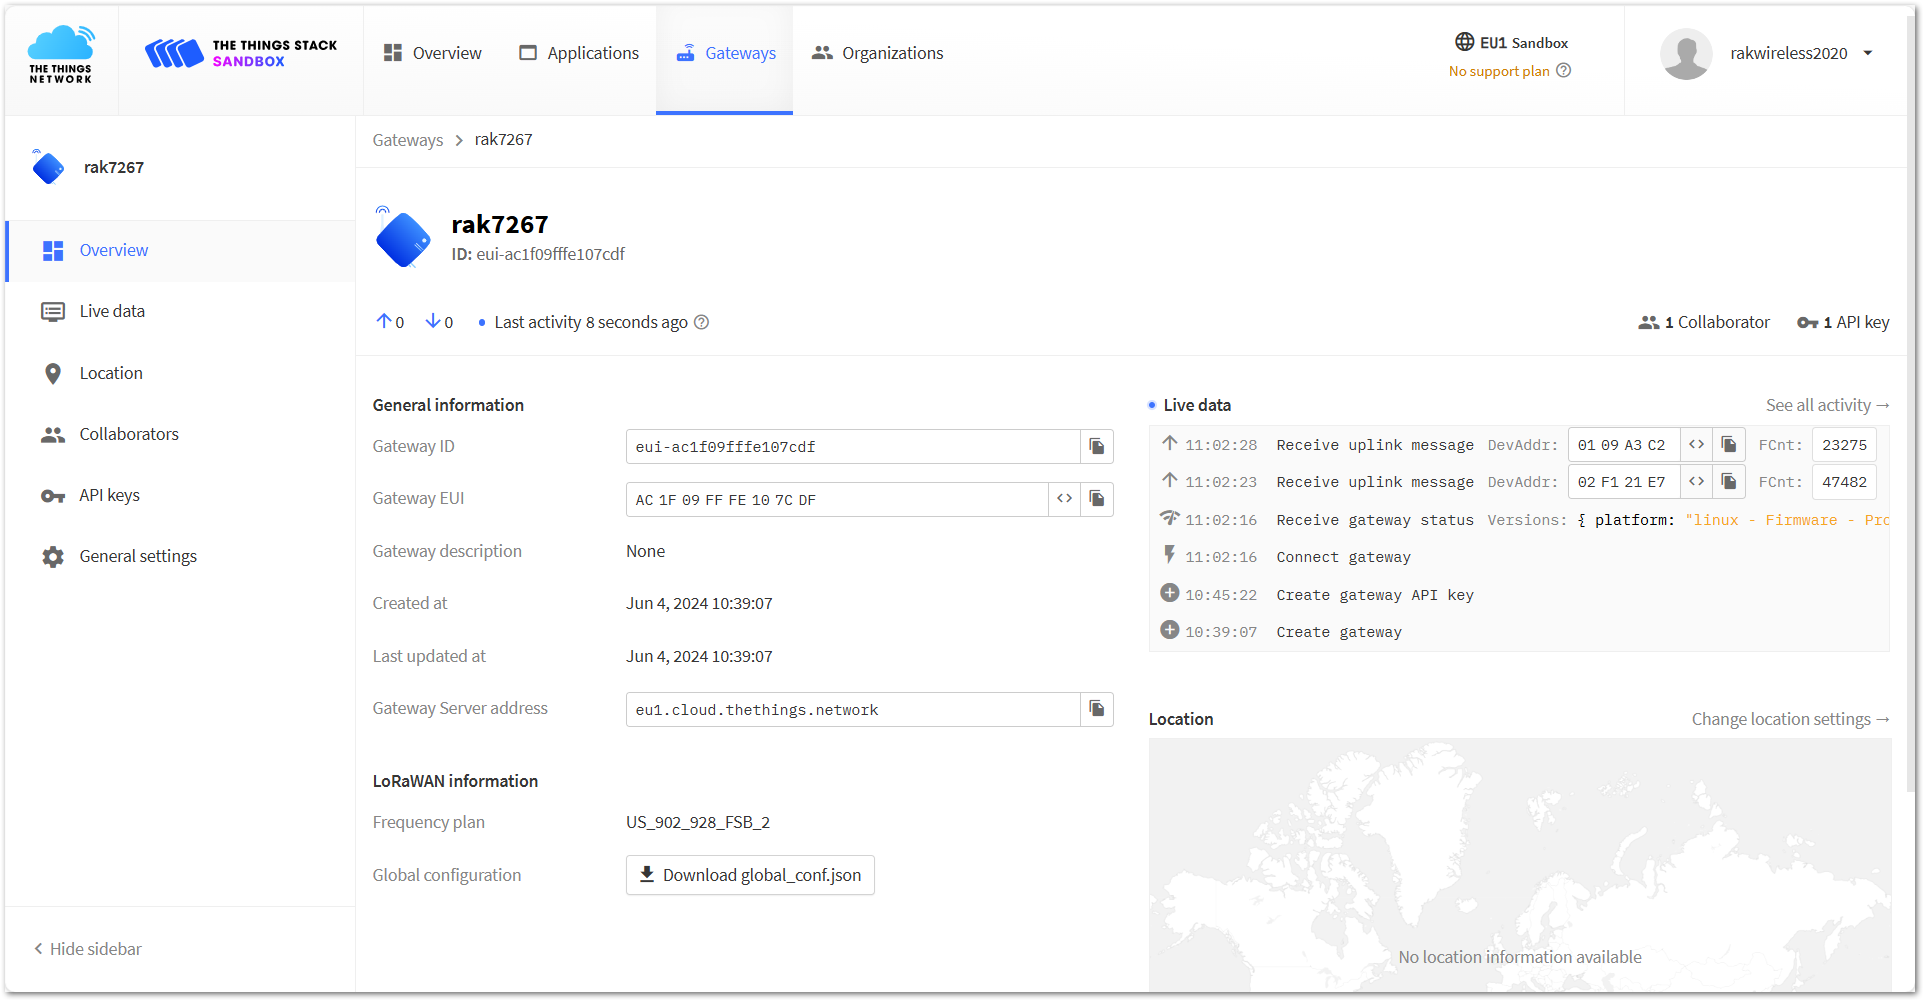 THE THINGS
NETWORK
THE THINGS STACK
SANDBOX
Overview
Applications
Gateways
Organizations
EU1 Sandbox
No support plan
rakwireless2020
rak7267
Overview
Live data
Location
Collaborators
API keys
General settings
Hide sidebar
Gateways > rak7267
rak7267
ID: eui-ac1f09fffe107cdf
0 0 Last activity 8 seconds ago
1 Collaborator 1 API key
General information
Gateway ID eui-ac1f09fffe107cdf
Gateway EUI AC 1F 09 FF FE 10 7C DF
Gateway description None
Created at Jun 4, 2024 10:39:07
Last updated at Jun 4, 2024 10:39:07
Gateway Server address eu1.cloud.thethings.network
LoRaWAN information
Frequency plan US_902_928_FSB_2
Global configuration Download global_conf.json
Live data See all activity →
11:02:28 Receive uplink message DevAddr: 01 09 A3 C2 <> FCnt: 23275
11:02:23 Receive uplink message DevAddr: 02 F1 21 E7 <> FCnt: 47482
11:02:16 Receive gateway status Versions: { platform: "linux - Firmware - Pro
11:02:16 Connect gateway
10:45:22 Create gateway API key
10:39:07 Create gateway
Location Change location settings →
No location information available